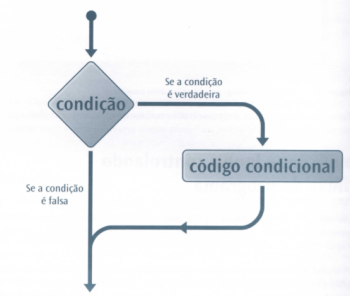 condição
Se a condição
é verdadeira
código condicional
Se a condição
é falsa